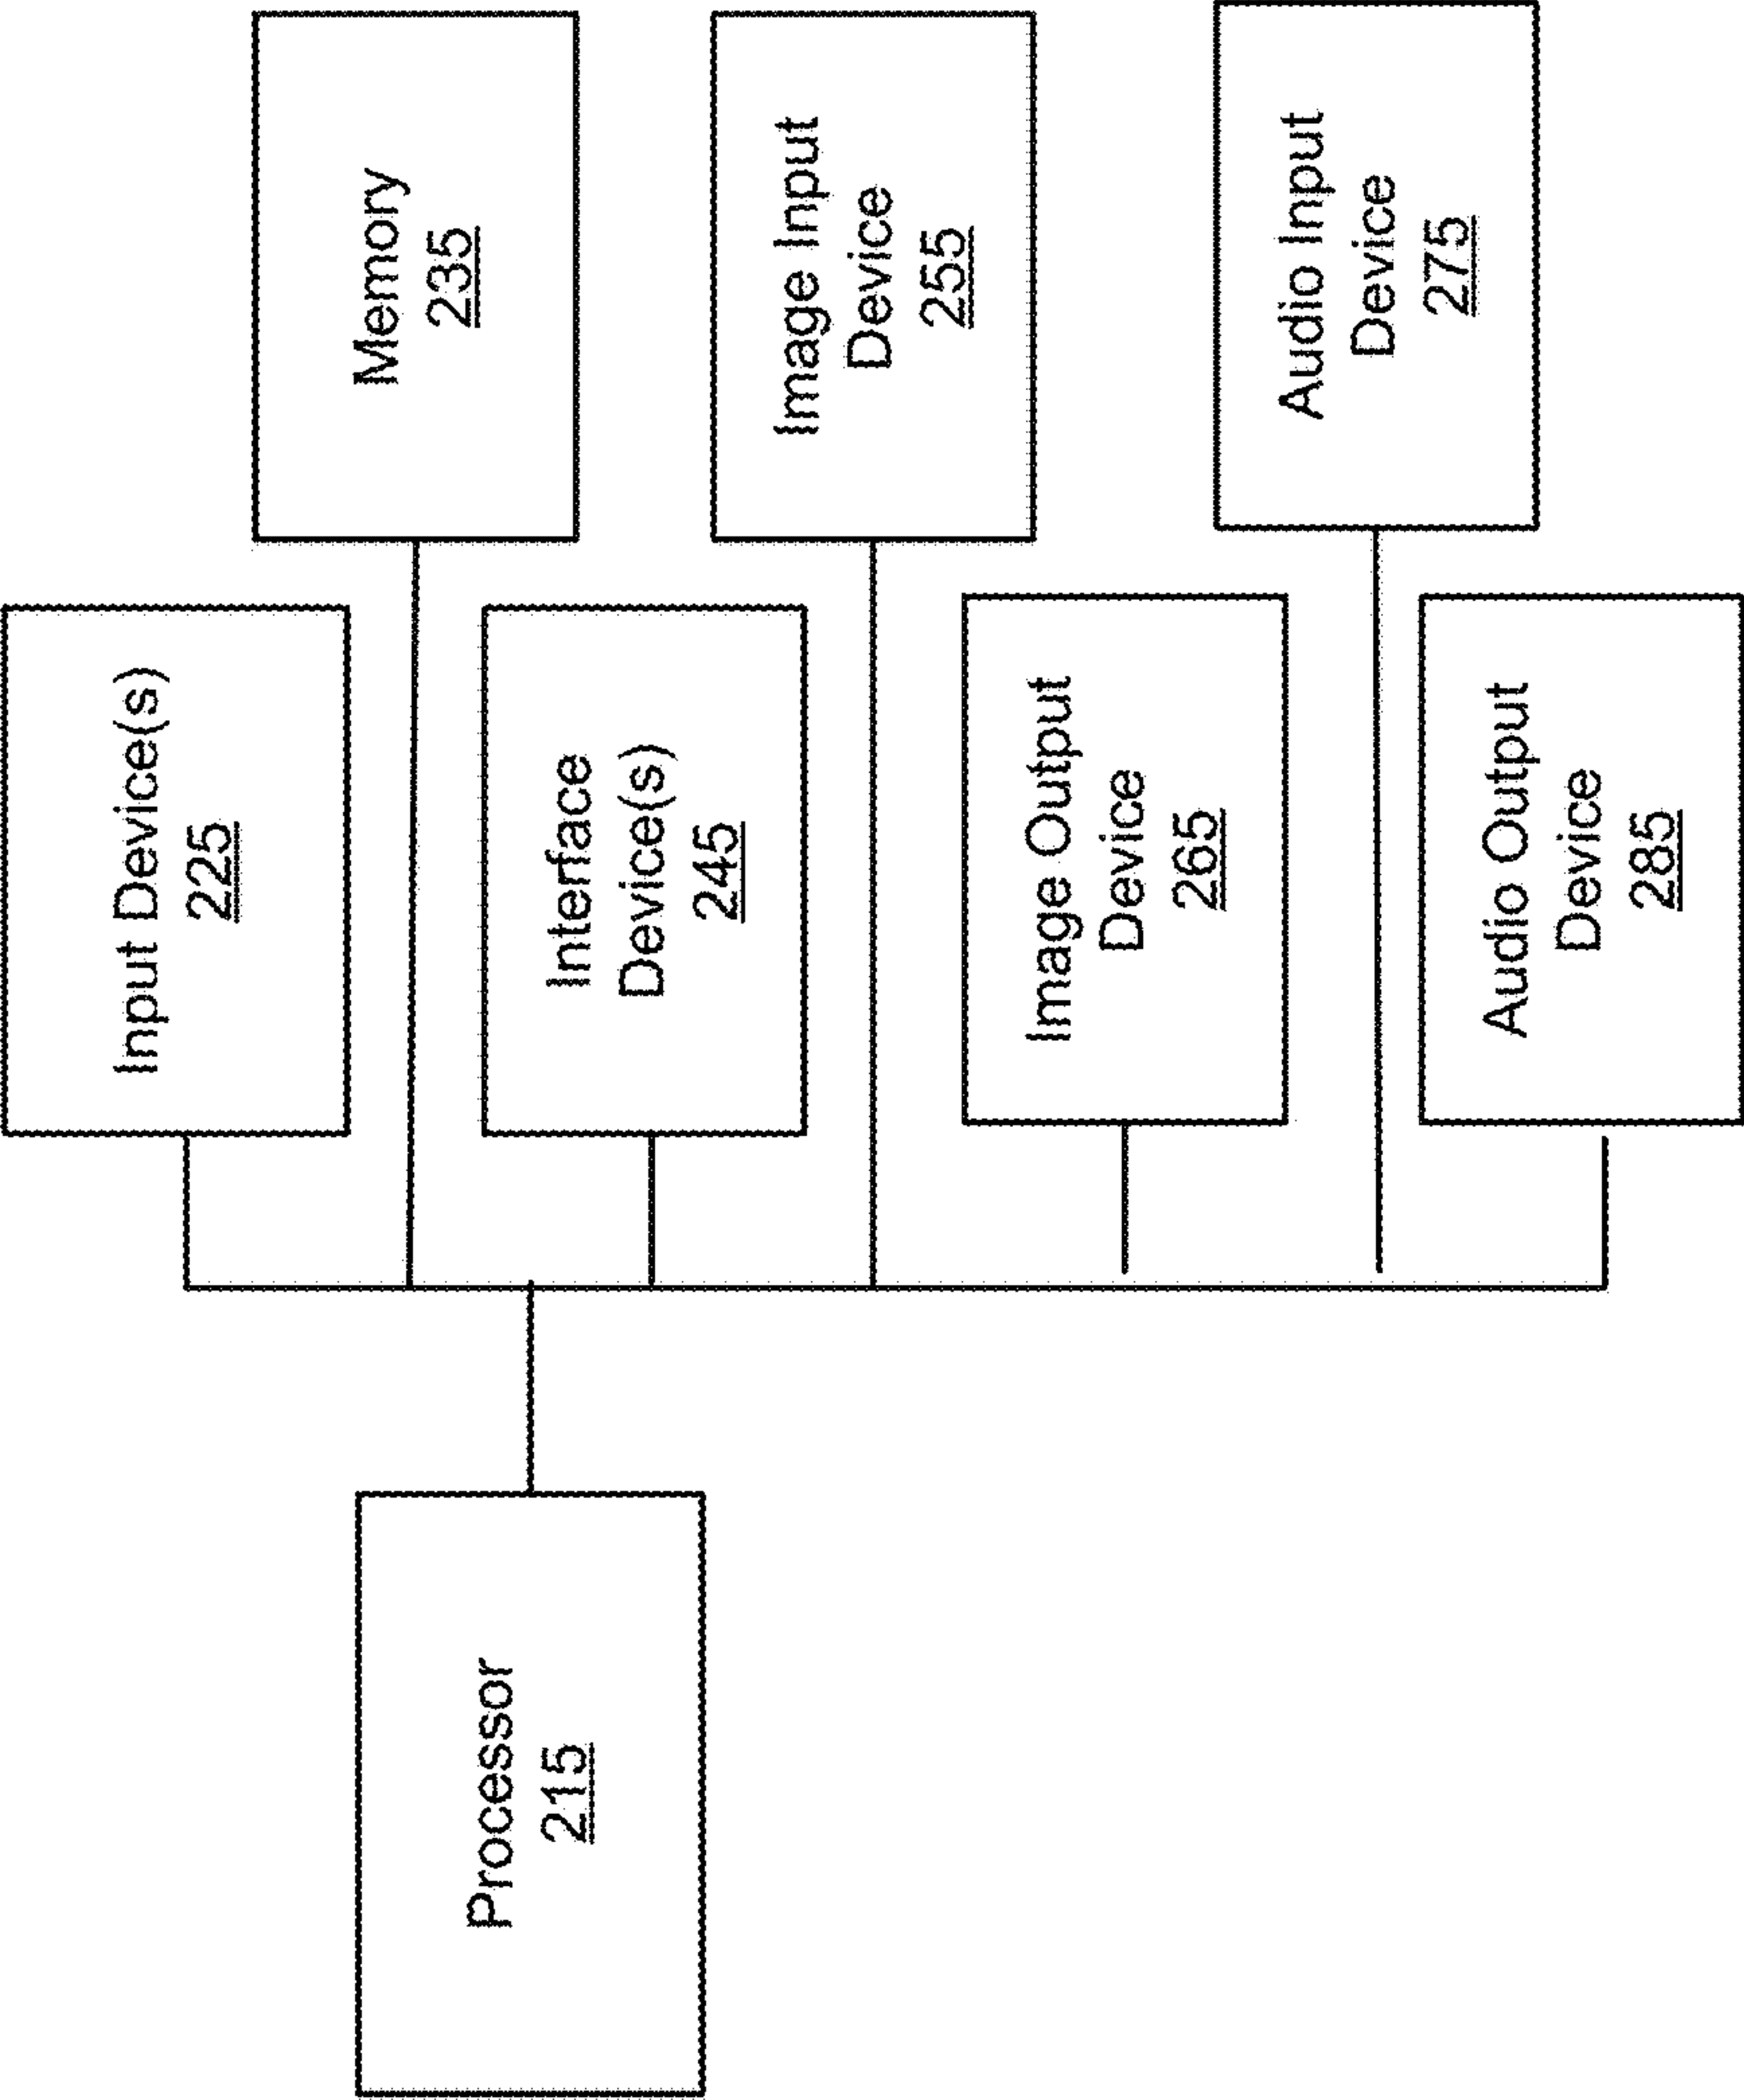 Input Device(s)
225
Memory
235
Interface
Device(s)
245
Image Input
Device
255
Processor
215
Image Output
Device
265
Audio Input
Device
275
Audio Output
Device
285